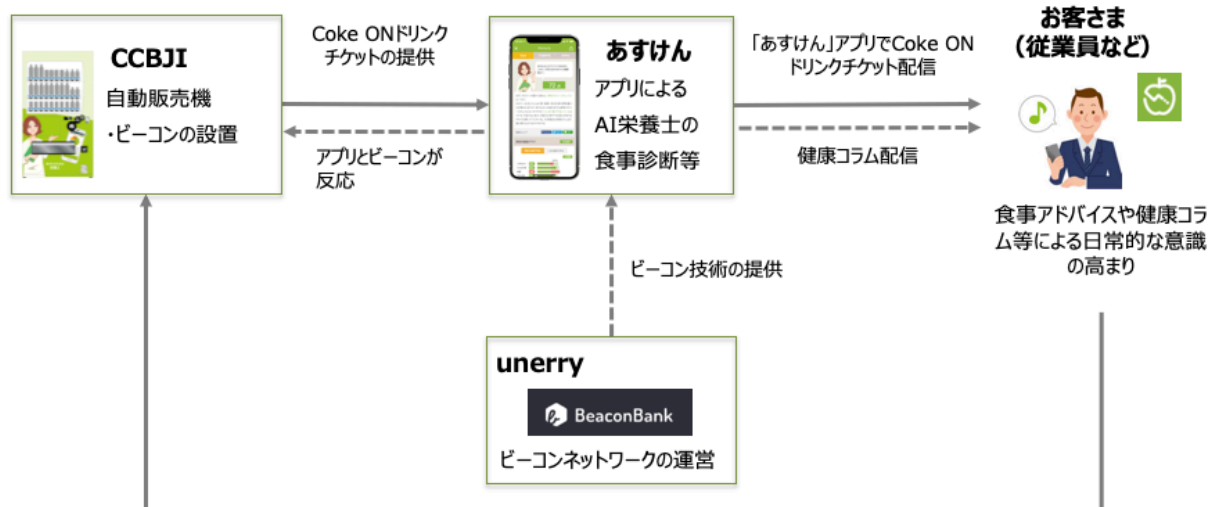 CCBJI
自動販売機
・ビーコンの設置
Coke ONドリンク
チケットの提供
アプリとビーコンが
反応
あすけん
アプリによる
AI栄養士の
食事診断等
「あすけん」アプリでCoke ON
ドリンクチケット配信
健康コラム配信
お客さま
（従業員など）
食事アドバイスや健康コラ
ム等による日常的な意識
の高まり
ビーコン技術の提供
unerry
BeaconBank
ビーコンネットワークの運営